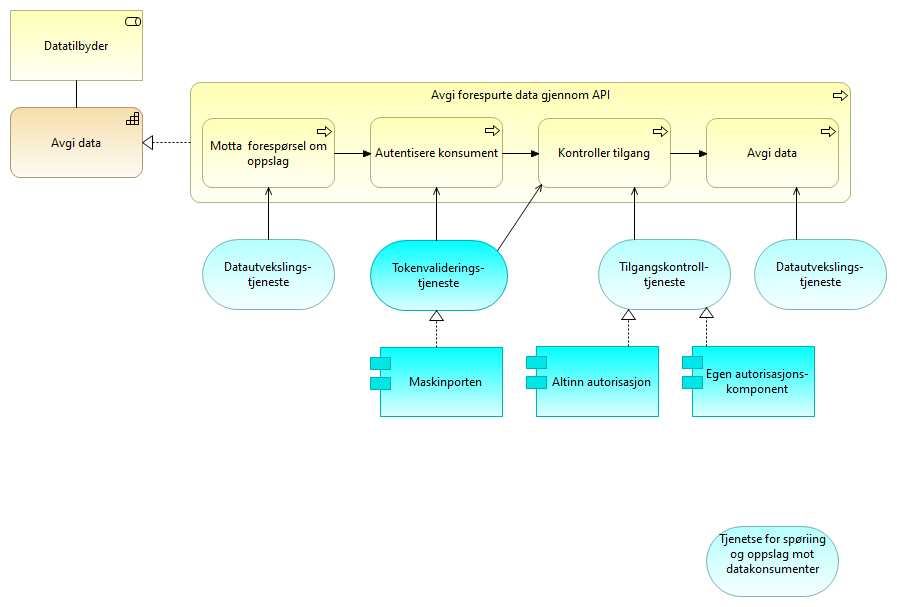 Datatilbyder
Avgi data
Avgi forespurte data gjennom API
Motta  forespørsel om
oppslag
Autentisere konsument
Kontroller tilgang
Avgi data
Datautvekslings-
tjeneste
Tokenvaliderings-
tjeneste
Tilgangskontroll-
tjeneste
Datautvekslings-
tjeneste
Maskinporten
Altinn autorisasjon
Egen autorisasjons-
komponent
Tjenetse for spøriing
og oppslag mot
datakonsumenter